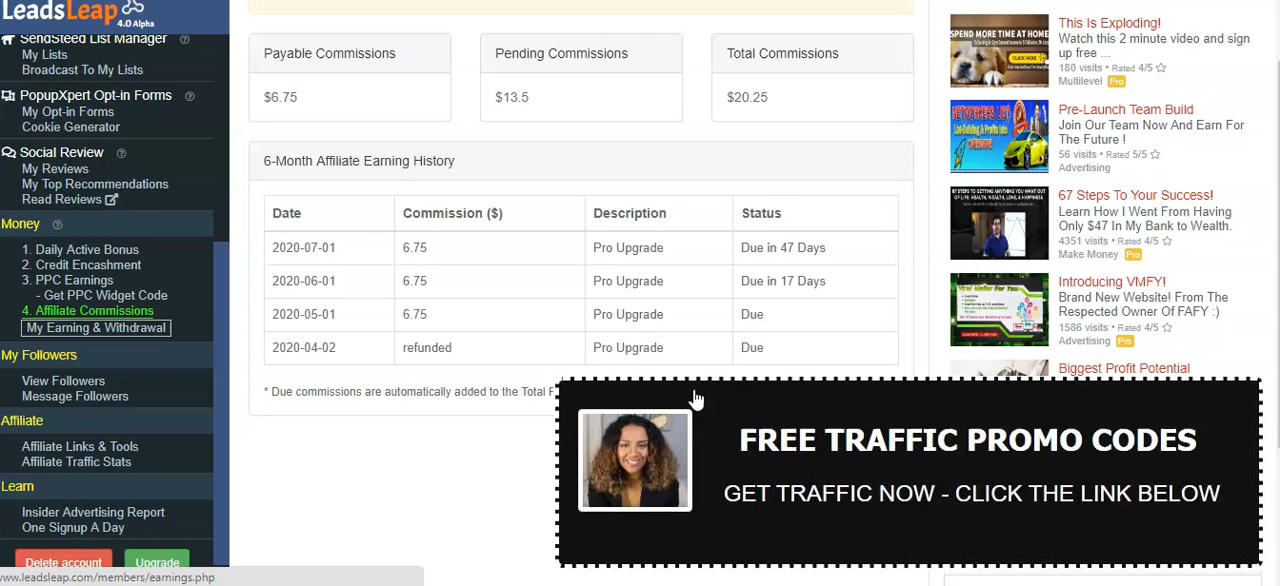 LeadsLeap
4.0 Alpha
SendSteed List Manager
My Lists
Broadcast To My Lists
PopupXpert Opt-in Forms
My Opt-in Forms
Cookie Generator
Social Review
My Reviews
My Top Recommendations
Read Reviews
Money
1. Daily Active Bonus
2. Credit Encashment
3. PPC Earnings
- Get PPC Widget Code
4. Affiliate Commissions
My Earning & Withdrawal
My Followers
View Followers
Message Followers
Affiliate
Affiliate Links & Tools
Affiliate Traffic Stats
Learn
Insider Advertising Report
One Signup A Day
Delete account Upgrade
www.leadsleap.com/members/earnings.php
Payable Commissions
$6.75
Pending Commissions
$13.5
Total Commissions
$20.25
6-Month Affiliate Earning History
Date Commission ($) Description Status
2020-07-01 6.75 Pro Upgrade Due in 47 Days
2020-06-01 6.75 Pro Upgrade Due in 17 Days
2020-05-01 6.75 Pro Upgrade Due
2020-04-02 refunded Pro Upgrade Due
* Due commissions are automatically added to the Total
SPEND MORE TIME AT HOME
CLICK HERE
This Is Exploding!
Watch this 2 minute video and sign
up free ...
180 visits • Rated 4/5
Multilevel Pro
Pre-Launch Team Build
Join Our Team Now And Earn For
The Future !
56 visits • Rated 5/5
Advertising
67 Steps To Your Success!
Learn How I Went From Having
Only $47 In My Bank to Wealth.
4351 visits • Rated 4/5
Make Money Pro
Introducing VMFY!
Brand New Website! From The
Respected Owner Of FAFY :)
1586 visits • Rated 4/5
Advertising Pro
Biggest Profit Potential
FREE TRAFFIC PROMO CODES
GET TRAFFIC NOW - CLICK THE LINK BELOW